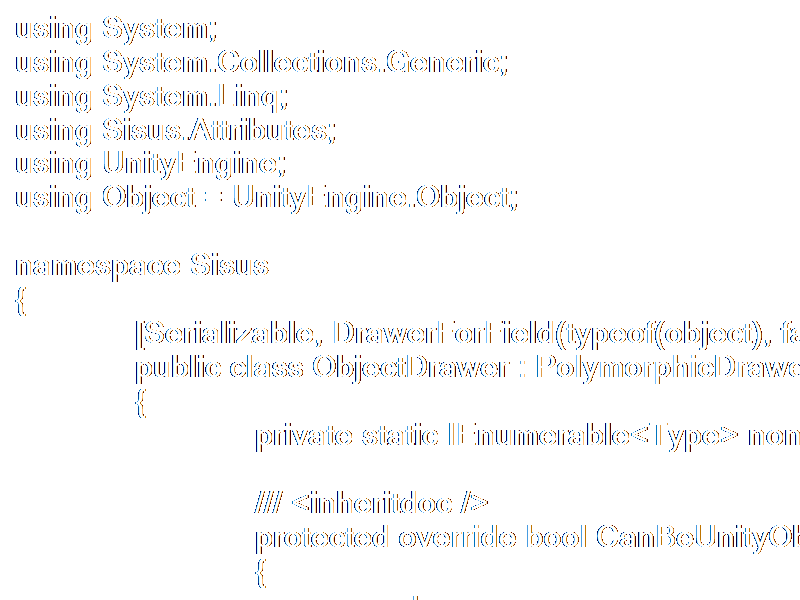 using System;
using System.Collections.Generic;
using System.Linq;
using Sisus.Attributes;
using UnityEngine;
using Object = UnityEngine.Object;
namespace Sisus
{
[Serializable, DrawerForField(typeof(object), fa
public class ObjectDrawer : PolymorphicDrawe
{
private static IEnumerable<Type> non
//// <inheritdoc />
protected override bool CanBeUnityOb
{